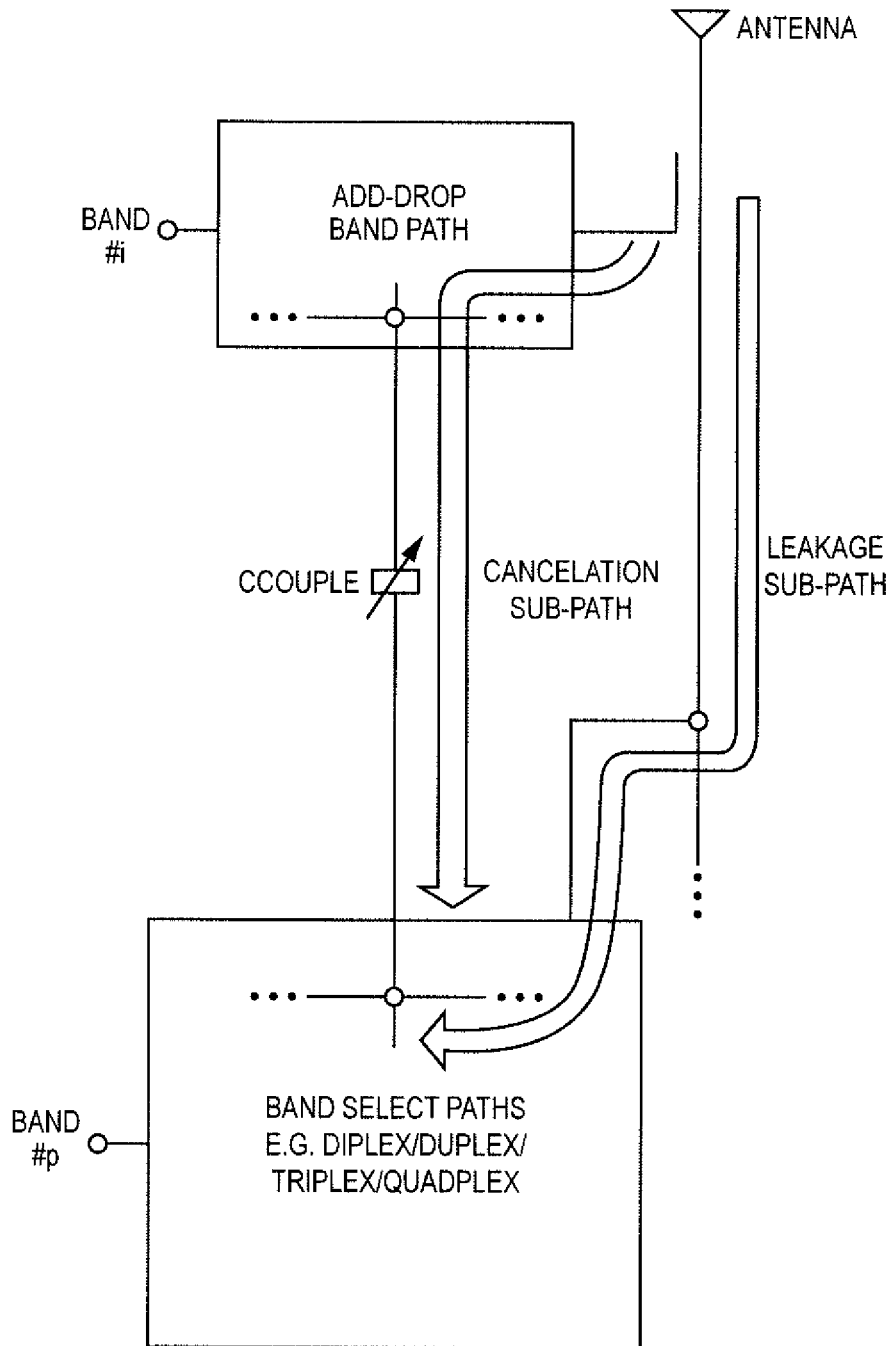 ANTENNA
ADD-DROP
BAND PATH
BAND
#i
CCOUPLE
CANCELATION
SUB-PATH
LEAKAGE
SUB-PATH
BAND SELECT PATHS
E.G. DIPLEX/DUPLEX/
TRIPLEX/QUADPLEX
BAND
#p